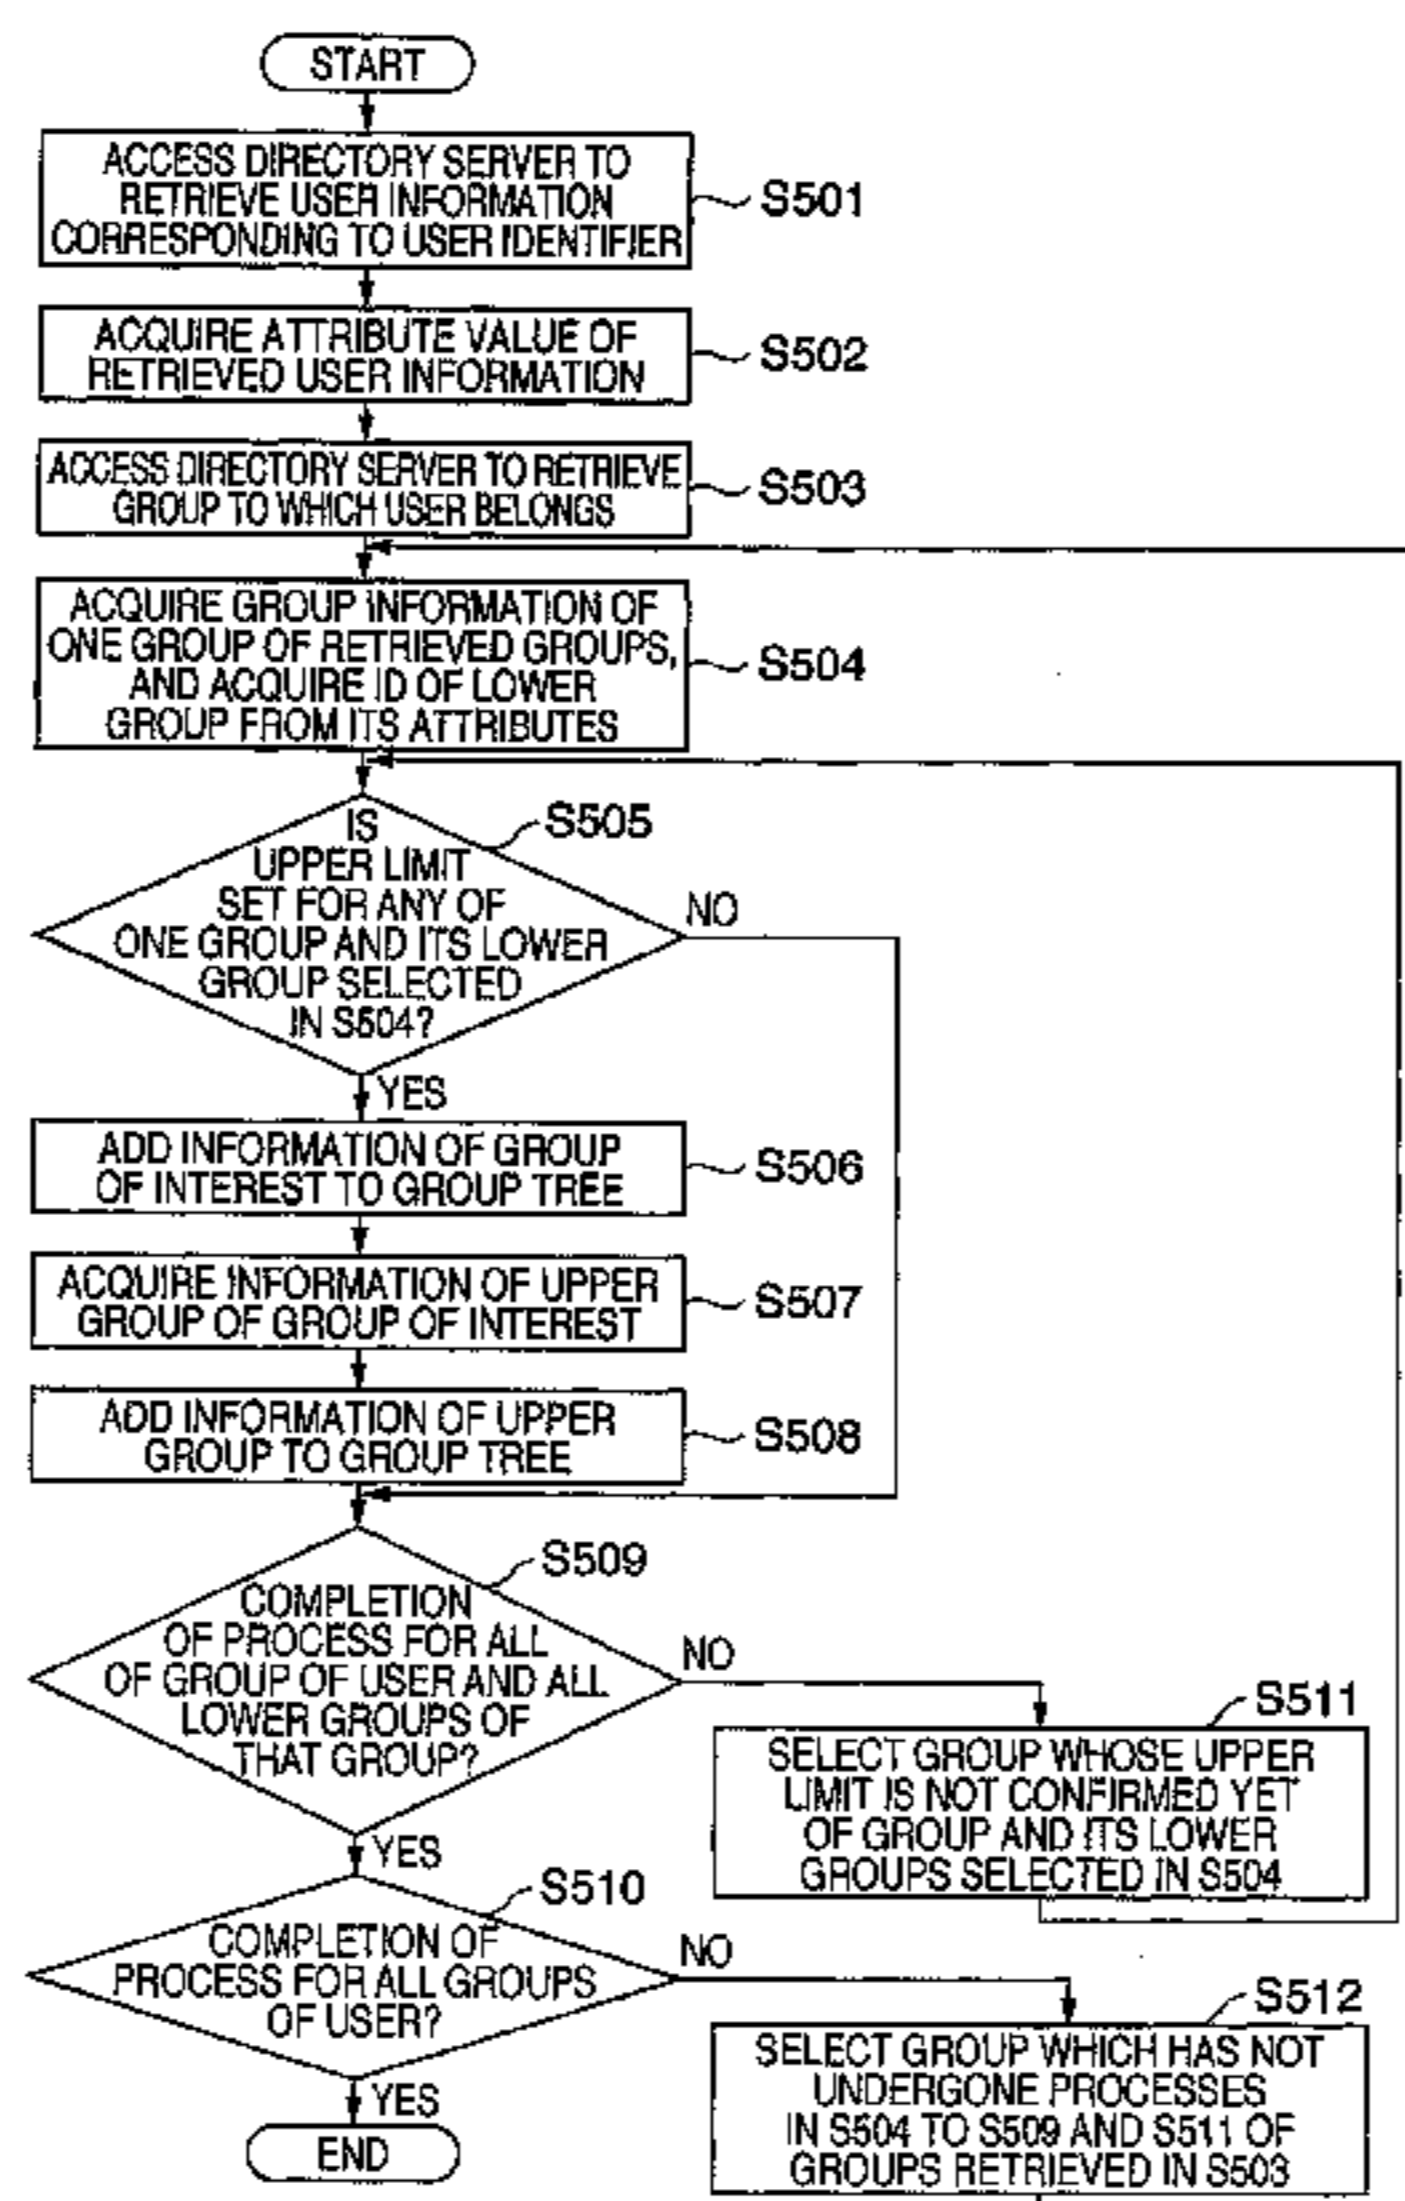 START
ACCESS DIRECTORY SERVER TO
RETRIEVE USER INFORMATION
CORRESPONDING TO USER IDENTIFIER
S501
ACQUIRE ATTRIBUTE VALUE OF
RETRIEVED USER INFORMATION
S502
ACCESS DIRECTORY SERVER TO RETRIEVE
GROUP TO WHICH USER BELONGS
S503
ACQUIRE GROUP INFORMATION OF
ONE GROUP OF RETRIEVED GROUPS,
AND ACQUIRE ID OF LOWER
GROUP FROM ITS ATTRIBUTES
S504
IS
UPPER LIMIT
SET FOR ANY OF
ONE GROUP AND ITS LOWER
GROUP SELECTED
IN S504?
S505
NO
YES
ADD INFORMATION OF GROUP
OF INTEREST TO GROUP TREE
S506
ACQUIRE INFORMATION OF UPPER
GROUP OF GROUP OF INTEREST
S507
ADD INFORMATION OF UPPER
GROUP TO GROUP TREE
S508
COMPLETION
OF PROCESS FOR ALL
OF GROUP OF USER AND ALL
LOWER GROUPS OF
THAT GROUP?
S509
NO
YES
S511
SELECT GROUP WHOSE UPPER
LIMIT IS NOT CONFIRMED YET
OF GROUP AND ITS LOWER
GROUPS SELECTED IN S504
COMPLETION OF
PROCESS FOR ALL GROUPS
OF USER?
S510
NO
YES
S512
SELECT GROUP WHICH HAS NOT
UNDERGONE PROCESSES
IN S504 TO S509 AND S511 OF
GROUPS RETRIEVED IN S503
END